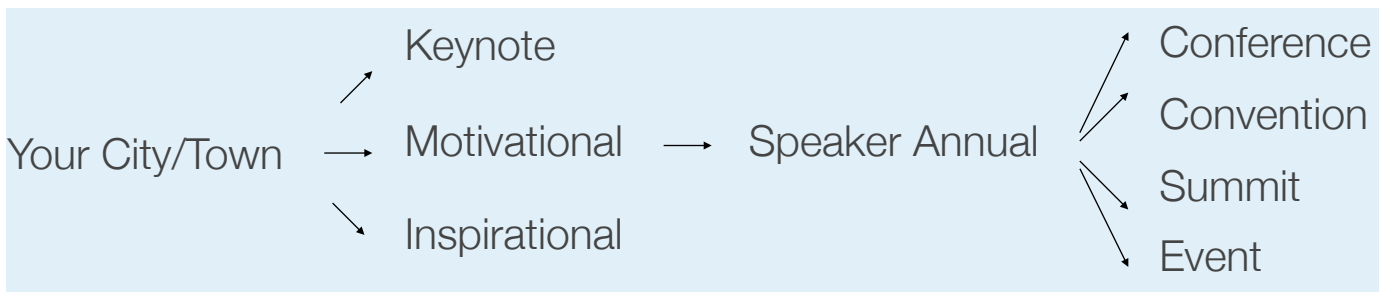 Your City/Town
Keynote
Motivational
Inspirational
Speaker Annual
Conference
Convention
Summit
Event